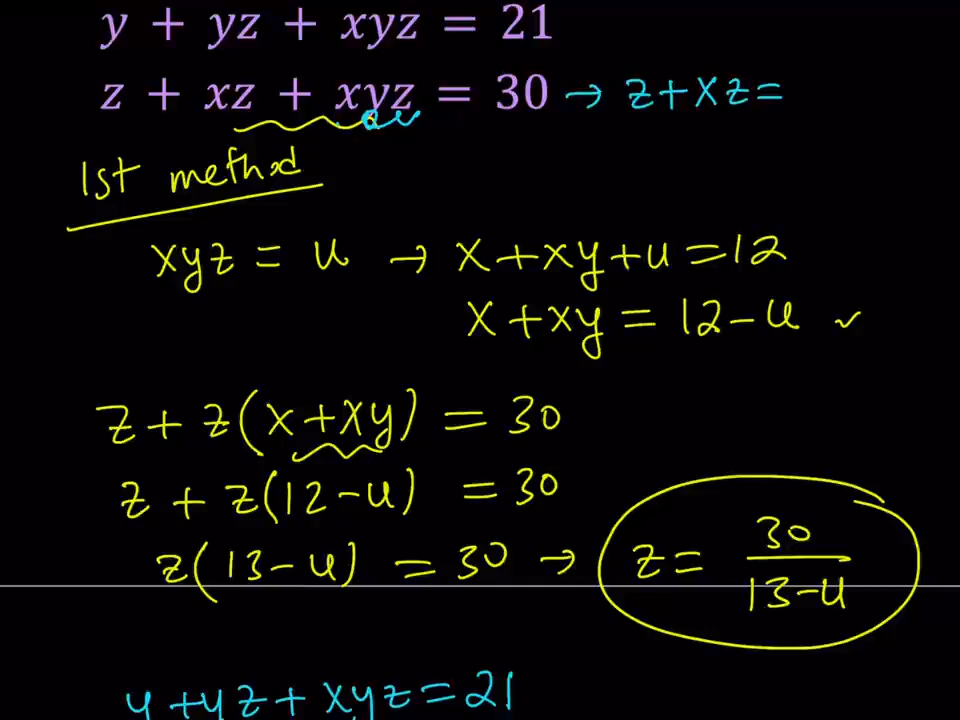 y + yz + xyz = 21
z + xz + xyz = 30 → z + xz =
1st method
xyz = u → x + xy + u = 12
x + xy = 12 - u ✓
z + z(x + xy) = 30
z + z(12 - u) = 30
z(13 - u) = 30 → z = 30/(13 - u)
y + yz + xyz = 21